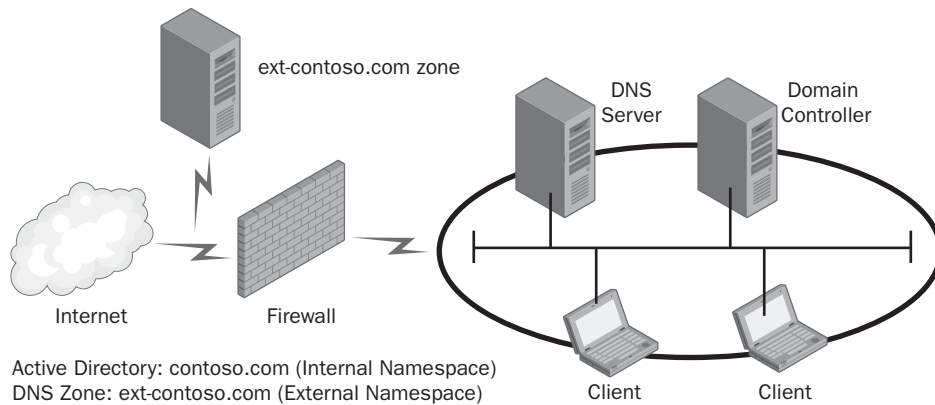 ext-contoso.com zone
DNS
Server
Domain
Controller
Internet
Firewall
Client
Client
Active Directory: contoso.com (Internal Namespace)
DNS Zone: ext-contoso.com (External Namespace)